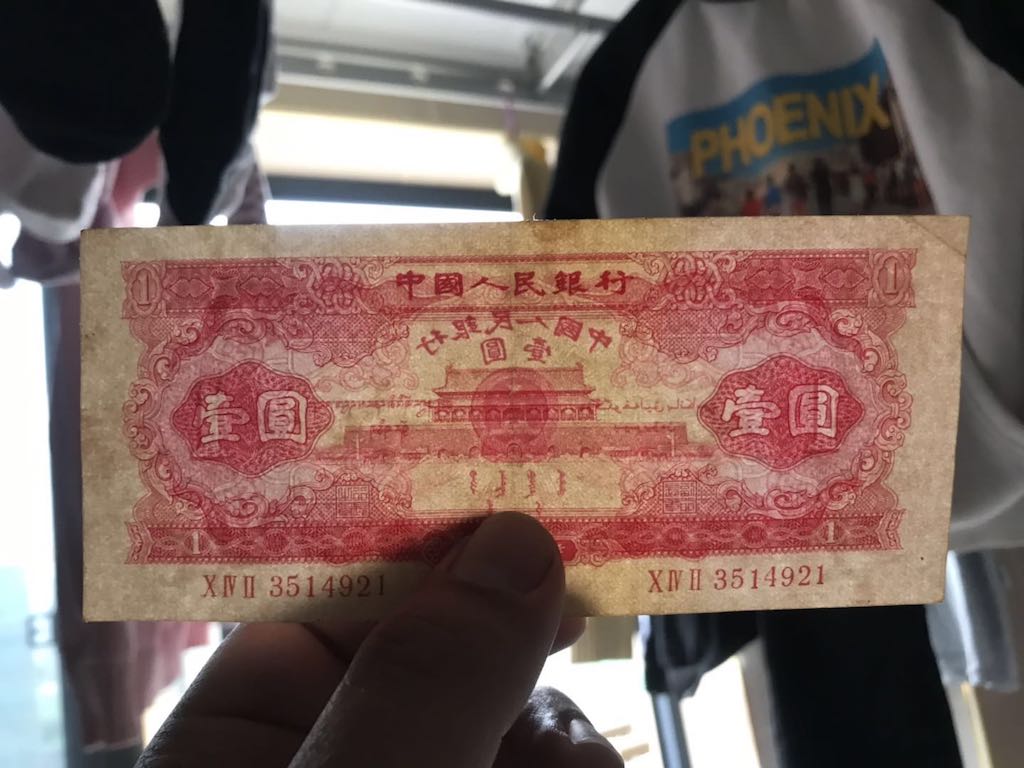 PHOENIX
1 中國人民銀行 1
中國人民銀行
壹圓
壹圓 壹圓
1 1
XIVII 3514921 XIVII 3514921